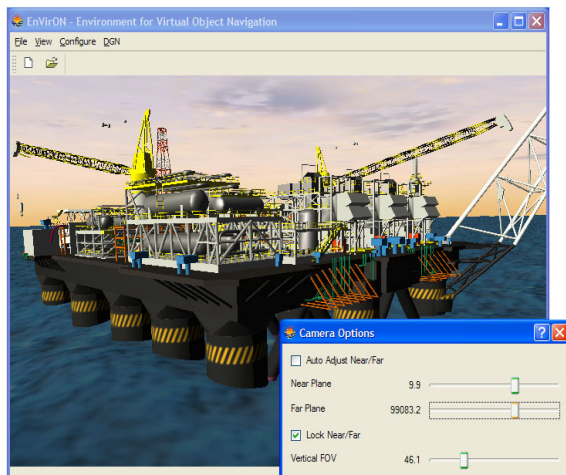 EnVirON - Environment for Virtual Object Navigation
File View Configure DGN
Camera Options
Auto Adjust Near/Far
Near Plane 9.9
Far Plane 99083.2
Lock Near/Far
Vertical FOV 46.1